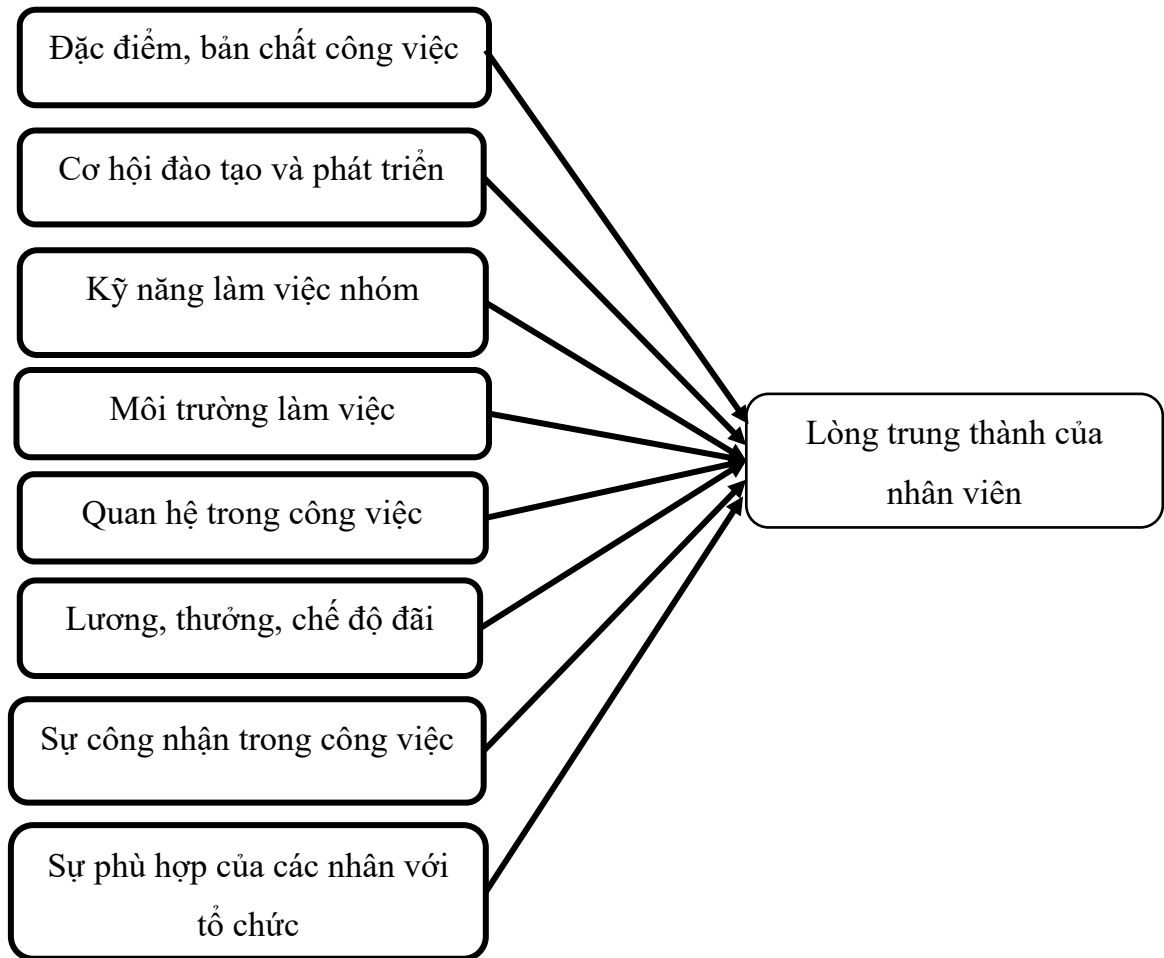 Đặc điểm, bản chất công việc
Cơ hội đào tạo và phát triển
Kỹ năng làm việc nhóm
Môi trường làm việc
Quan hệ trong công việc
Lương, thưởng, chế độ đãi
Sự công nhận trong công việc
Sự phù hợp của các nhân với
tổ chức
Lòng trung thành của
nhân viên